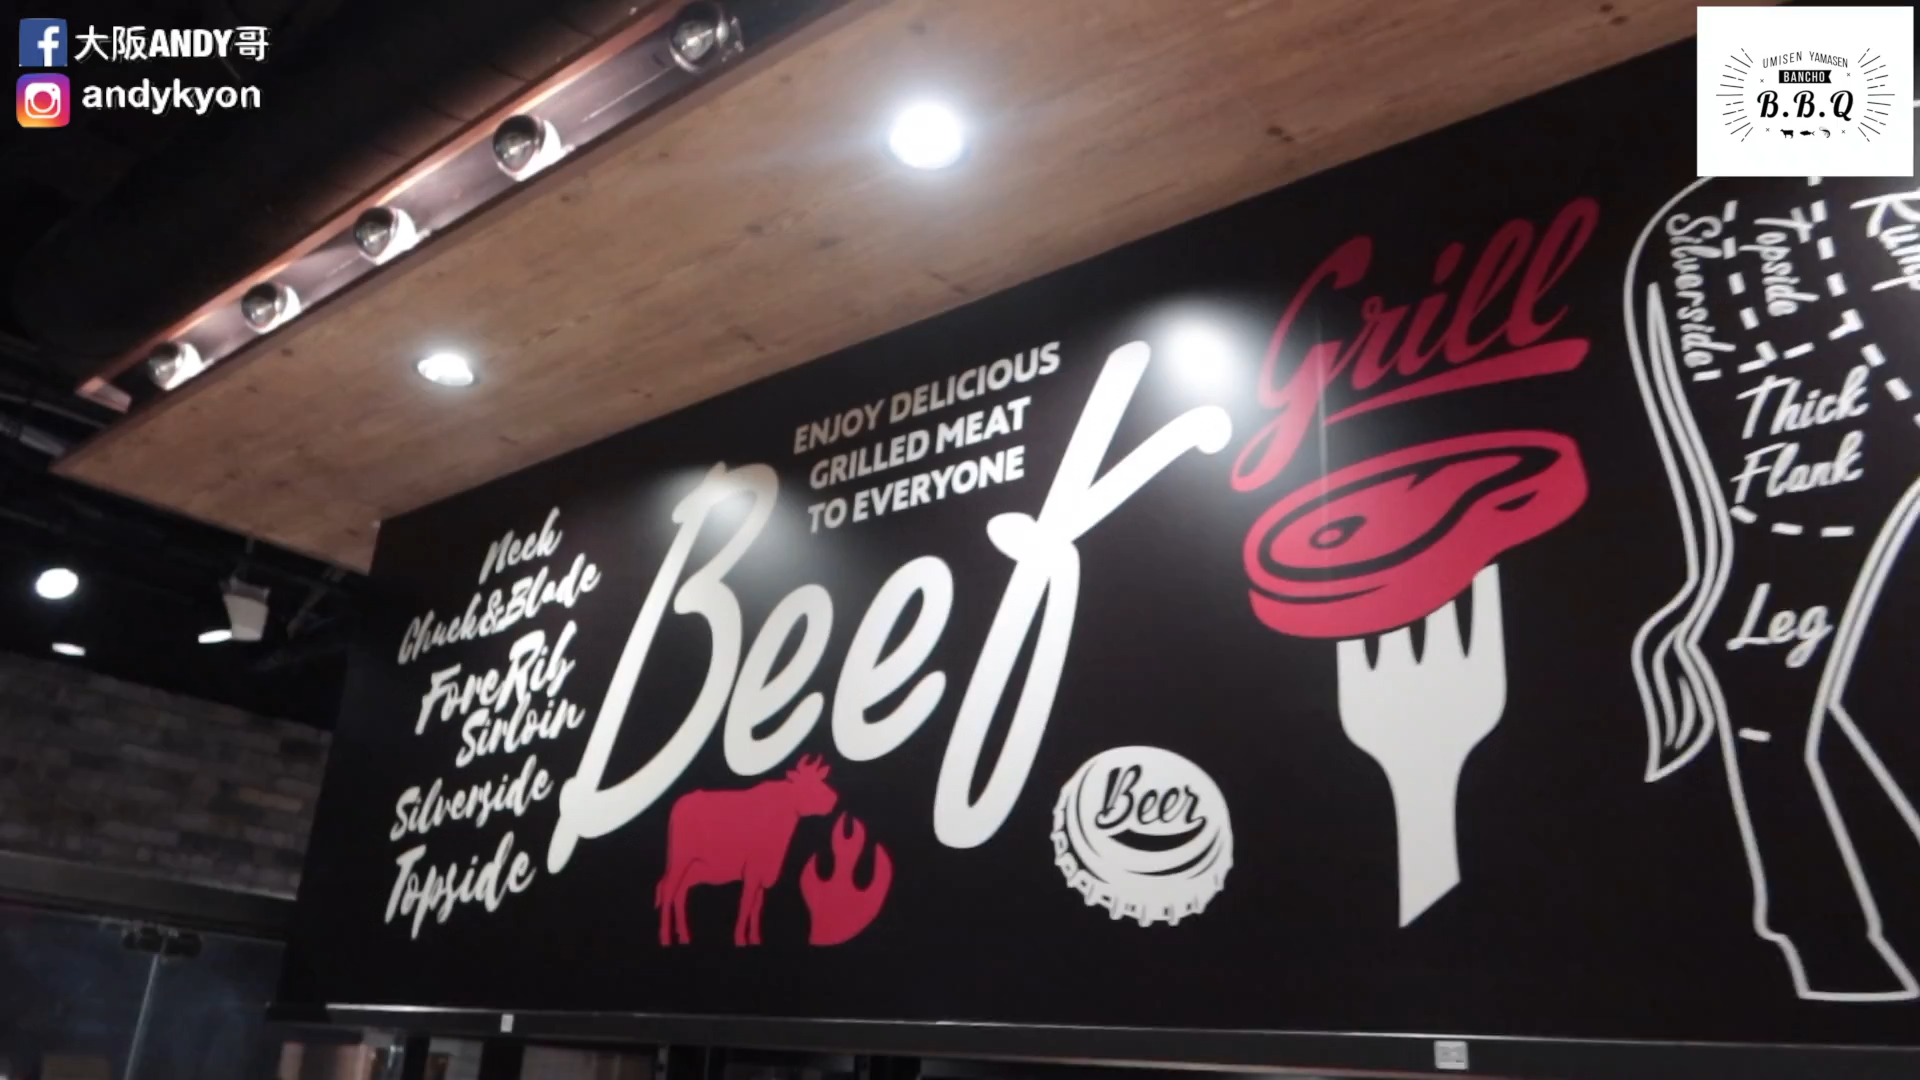 大阪ANDY哥
andykyon
UMISEN YAMASEN
BANCHO
B.B.Q
ENJOY DELICIOUS
GRILLED MEAT
TO EVERYONE
Beef
Grill
Neck
Chuck&Blade
ForeRib
Sirloin
Silverside
Topside
Beer
Silverside
Topside
Rump
Thick
Flank
Leg